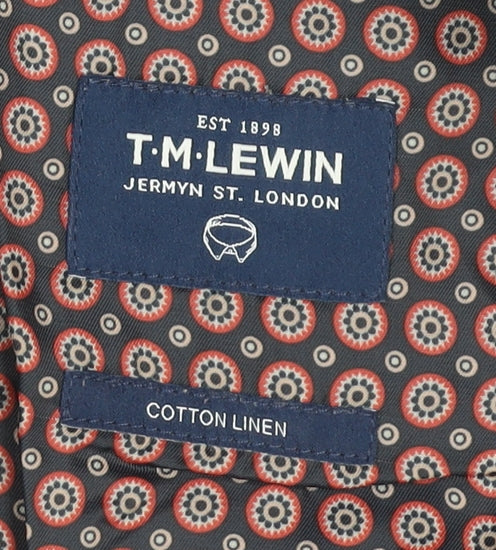 EST 1898
T·M·LEWIN
JERMYN ST. LONDON
COTTON LINEN